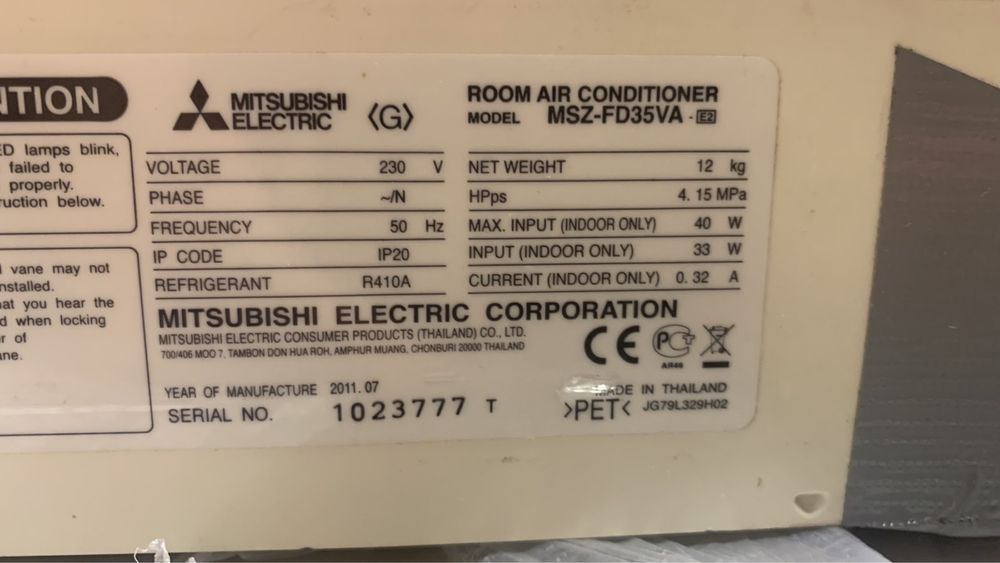 NTION
ED lamps blink,
failed to
properly.
ruction below.
vane may not
nstalled.
at you hear the
d when locking
r of
ane.
MITSUBISHI
ELECTRIC
〈G〉
ROOM AIR CONDITIONER
MODEL MSZ-FD35VA - E2
VOLTAGE 230 V
PHASE ~/N
FREQUENCY 50 Hz
IP CODE IP20
REFRIGERANT R410A
NET WEIGHT 12 kg
HPps 4.15 MPa
MAX. INPUT (INDOOR ONLY) 40 W
INPUT (INDOOR ONLY) 33 W
CURRENT (INDOOR ONLY) 0.32 A
MITSUBISHI ELECTRIC CORPORATION
MITSUBISHI ELECTRIC CONSUMER PRODUCTS (THAILAND) CO., LTD.
700/406 MOO 7, TAMBON DON HUA ROH, AMPHUR MUANG, CHONBURI 20000 THAILAND
CE
PCT
AR46
YEAR OF MANUFACTURE 2011.07
SERIAL NO. 1023777 T
MADE IN THAILAND
>PET< JG79L329H02